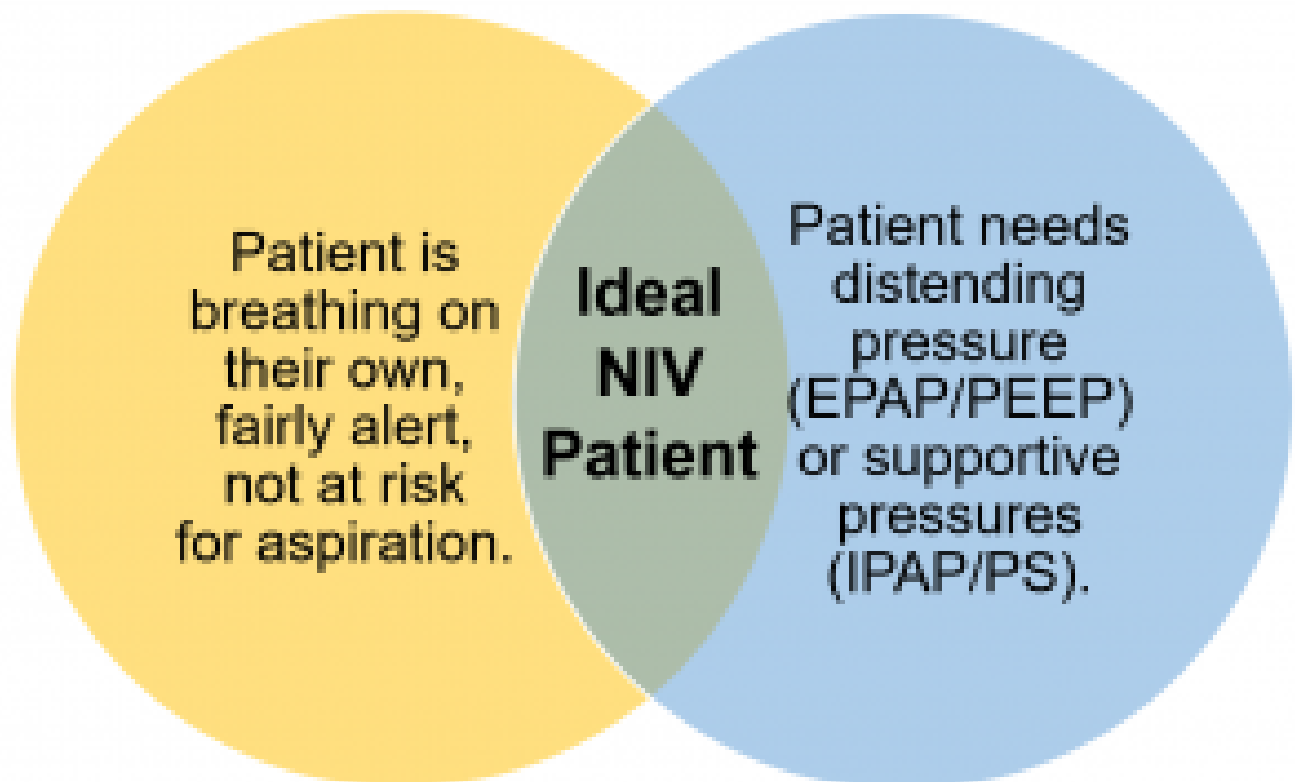 Patient is
breathing on
their own,
fairly alert,
not at risk
for aspiration.
Ideal
NIV
Patient
Patient needs
distending
pressure
(EPAP/PEEP)
or supportive
pressures
(IPAP/PS).